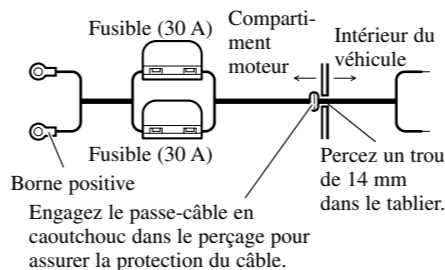 Fusible (30 A)
Comparti-
ment
moteur
Intérieur du
véhicule
Fusible (30 A)
Borne positive
Percez un trou
de 14 mm
dans le tablier.
Engagez le passe-câble en
caoutchouc dans le perçage pour
assurer la protection du câble.